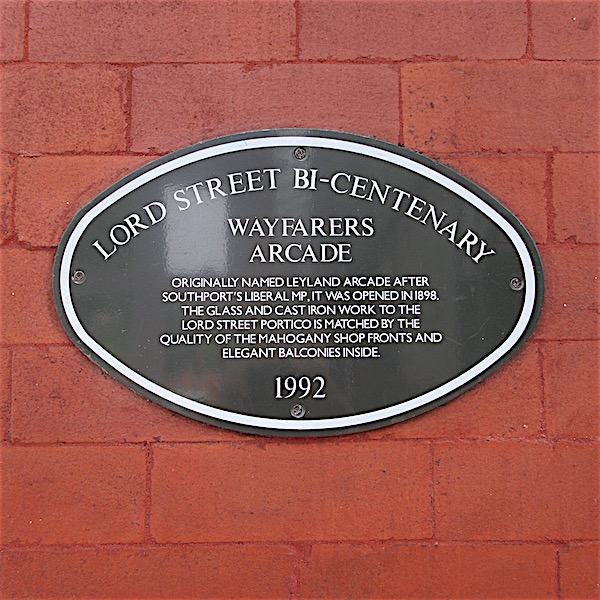 LORD STREET BI-CENTENARY
WAYFARERS
ARCADE
ORIGINALLY NAMED LEYLAND ARCADE AFTER
SOUTHPORT'S LIBERAL MP, IT WAS OPENED IN 1898.
THE GLASS AND CAST IRON WORK TO THE
LORD STREET PORTICO IS MATCHED BY THE
QUALITY OF THE MAHOGANY SHOP FRONTS AND
ELEGANT BALCONIES INSIDE.
1992